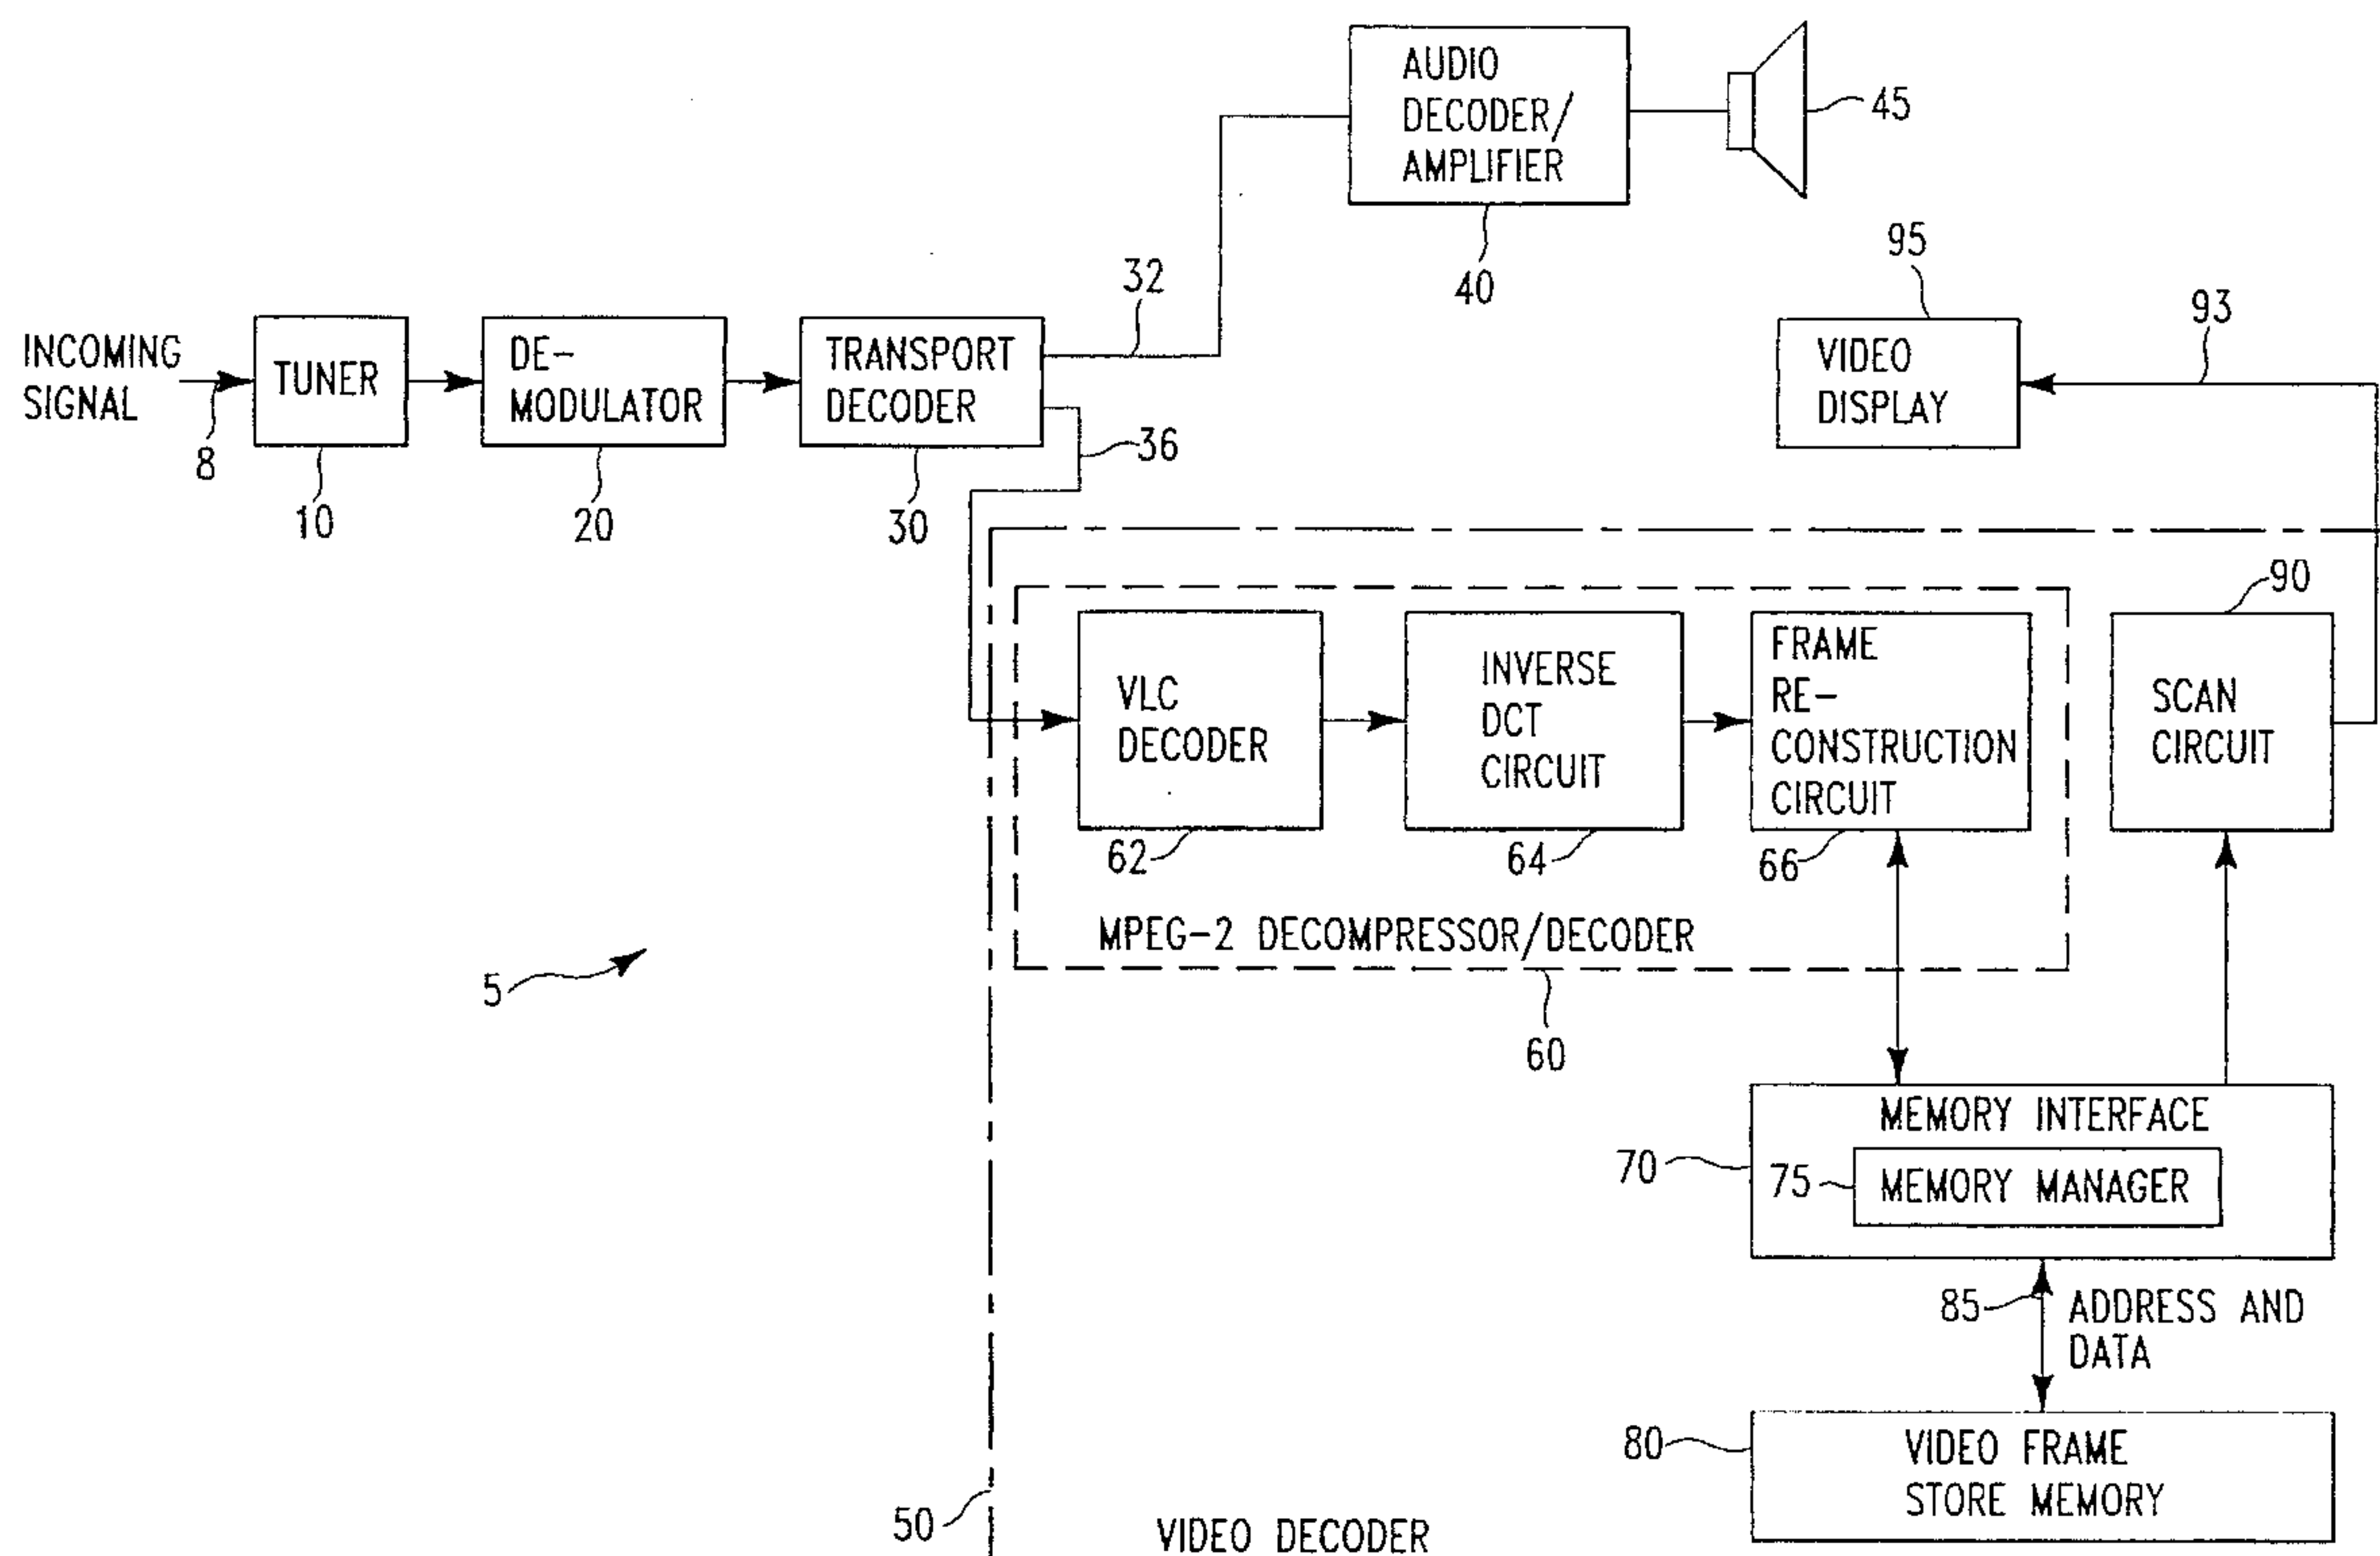 AUDIO
DECODER/
AMPLIFIER
45
40
95
93
32
INCOMING
SIGNAL
8
TUNER
10
DE-
MODULATOR
20
TRANSPORT
DECODER
30
36
VIDEO
DISPLAY
90
VLC
DECODER
62
INVERSE
DCT
CIRCUIT
64
FRAME
RE-
CONSTRUCTION
CIRCUIT
66
SCAN
CIRCUIT
MPEG-2 DECOMPRESSOR/DECODER
60
5
MEMORY INTERFACE
70
75
MEMORY MANAGER
85
ADDRESS AND
DATA
80
VIDEO FRAME
STORE MEMORY
50
VIDEO DECODER